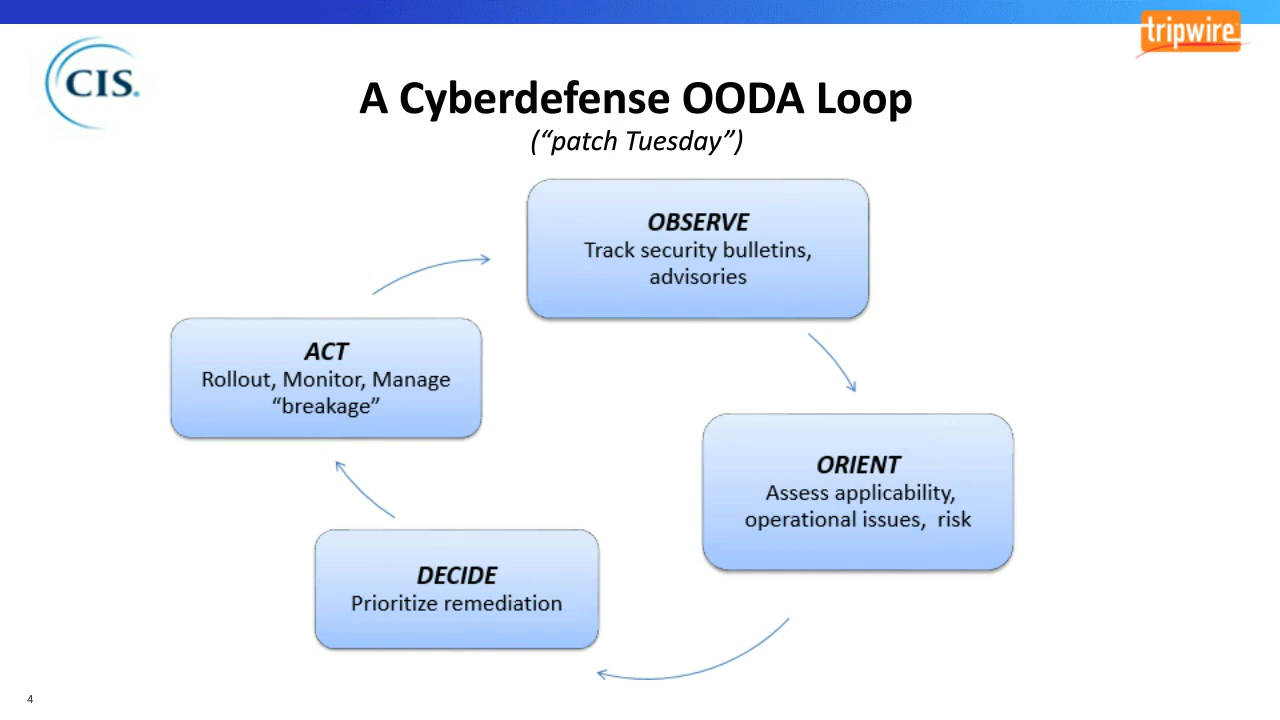 tripwire
CIS.
A Cyberdefense OODA Loop
(“patch Tuesday”)
OBSERVE
Track security bulletins,
advisories
ACT
Rollout, Monitor, Manage
“breakage”
ORIENT
Assess applicability,
operational issues, risk
DECIDE
Prioritize remediation
4